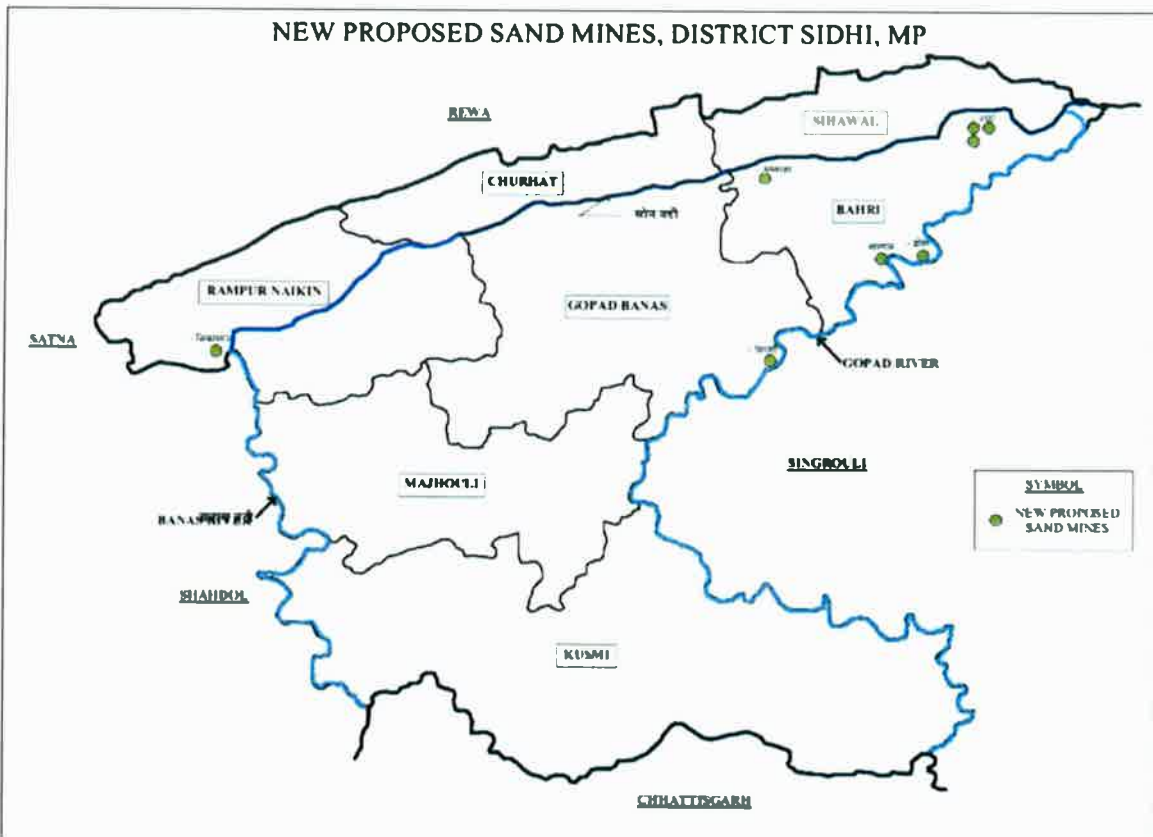 NEW PROPOSED SAND MINES, DISTRICT SIDHI, MP
REWA
SIHAWAL
CHURHAT
सोन नदी
BAHRI
RAMPUR NAIKIN
GOPAD BANAS
SATNA
GOPAD RIVER
MAJHOULI
SINGROULI
SYMBOL
NEW PROPOSED
SAND MINES
BANAS
SHAHDOL
KUSMI
CHHATTISGARH